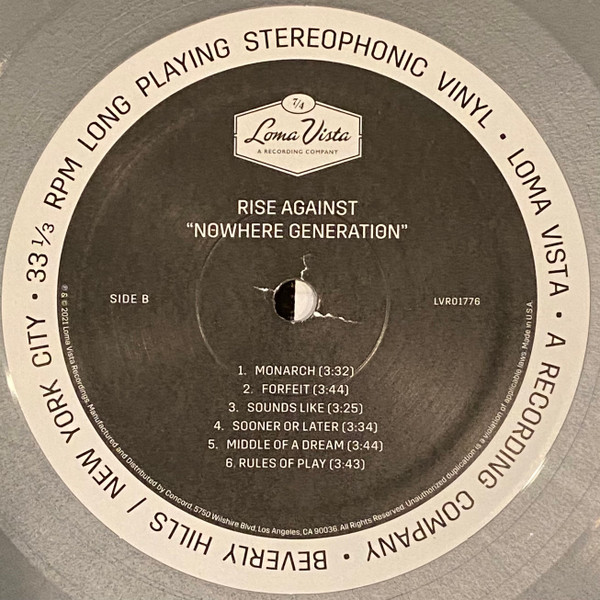 33 1/3 RPM LONG PLAYING STEREOPHONIC VINYL • LOMA VISTA • A RECORDING COMPANY • BEVERLY HILLS / NEW YORK CITY •
7/4
Loma Vista
A RECORDING COMPANY
RISE AGAINST
“NOWHERE GENERATION”
SIDE B
LVR01776
1. MONARCH (3:32)
2. FORFEIT (3:44)
3. SOUNDS LIKE (3:25)
4. SOONER OR LATER (3:34)
5. MIDDLE OF A DREAM (3:44)
6. RULES OF PLAY (3:43)
℗ & © 2021 Loma Vista Recordings. Manufactured and Distributed by Concord, 5750 Wilshire Blvd, Los Angeles, CA 90036. All Rights Reserved. Unauthorized duplication is a violation of applicable laws. Made in U.S.A.